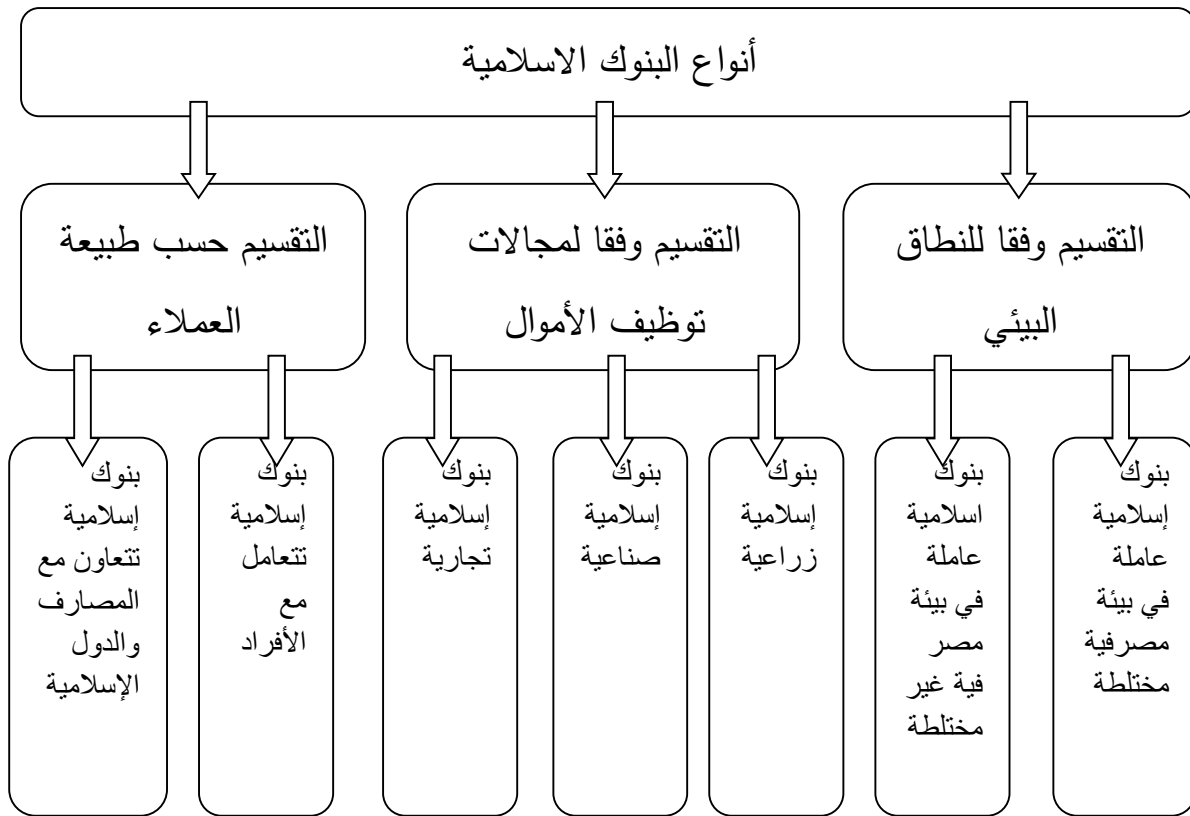 أنواع البنوك الاسلامية
التقسيم وفقا للنطاق
البيئي
التقسيم وفقا لمجالات
توظيف الأموال
التقسيم حسب طبيعة
العملاء
بنوك
إسلامية
عاملة
في بيئة
مصرفية
مختلطة
بنوك
اسلامية
عاملة
في بيئة
مصر
فية غير
مختلطة
بنوك
إسلامية
زراعية
بنوك
إسلامية
صناعية
بنوك
إسلامية
تجارية
بنوك
إسلامية
تتعامل
مع
الأفراد
بنوك
إسلامية
تتعاون مع
المصارف
والدول
الإسلامية